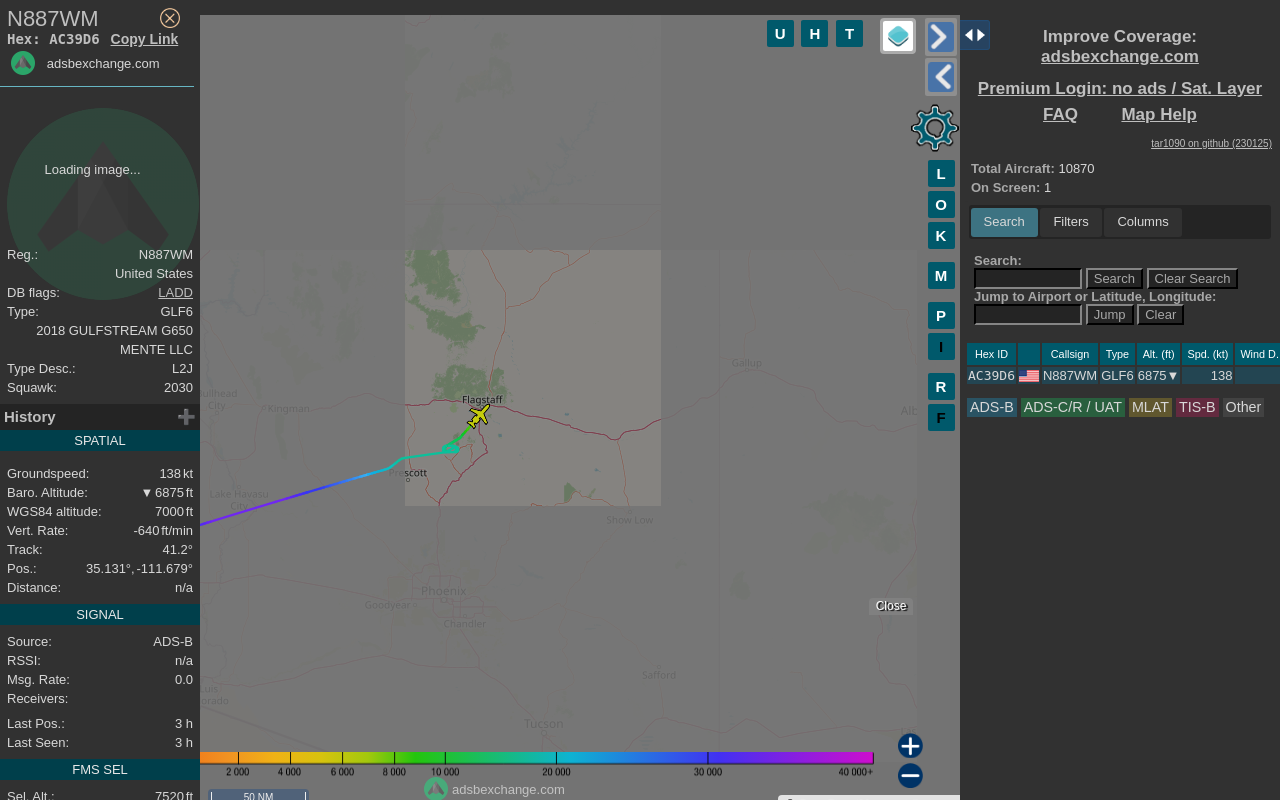 N887WM
Hex: AC39D6 Copy Link
adsbexchange.com
Loading image...
Reg.: N887WM
United States
DB flags: LADD
Type: GLF6
2018 GULFSTREAM G650
MENTE LLC
Type Desc.: L2J
Squawk: 2030
History
SPATIAL
Groundspeed: 138 kt
Baro. Altitude: ▼ 6875 ft
WGS84 altitude: 7000 ft
Vert. Rate: -640 ft/min
Track: 41.2°
Pos.: 35.131°, -111.679°
Distance: n/a
SIGNAL
Source: ADS-B
RSSI: n/a
Msg. Rate: 0.0
Receivers:
Last Pos.: 3 h
Last Seen: 3 h
FMS SEL
Sel. Alt.: 7520 ft
U H T
L
O
K
M
P
I
R
F
Gallup
Flagstaff
Kingman
City
Prescott
Lake Havasu
City
Show Low
Phoenix
Goodyear
Chandler
Safford
Tucson
Close
2 000 4 000 6 000 8 000 10 000 20 000 30 000 40 000+
adsbexchange.com
50 NM
Improve Coverage:
adsbexchange.com
Premium Login: no ads / Sat. Layer
FAQ Map Help
tar1090 on github (230125)
Total Aircraft: 10870
On Screen: 1
Search Filters Columns
Search:
Search Clear Search
Jump to Airport or Latitude, Longitude:
Jump Clear
Hex ID Callsign Type Alt. (ft) Spd. (kt) Wind D.
AC39D6 N887WM GLF6 6875▼ 138
ADS-B ADS-C/R / UAT MLAT TIS-B Other